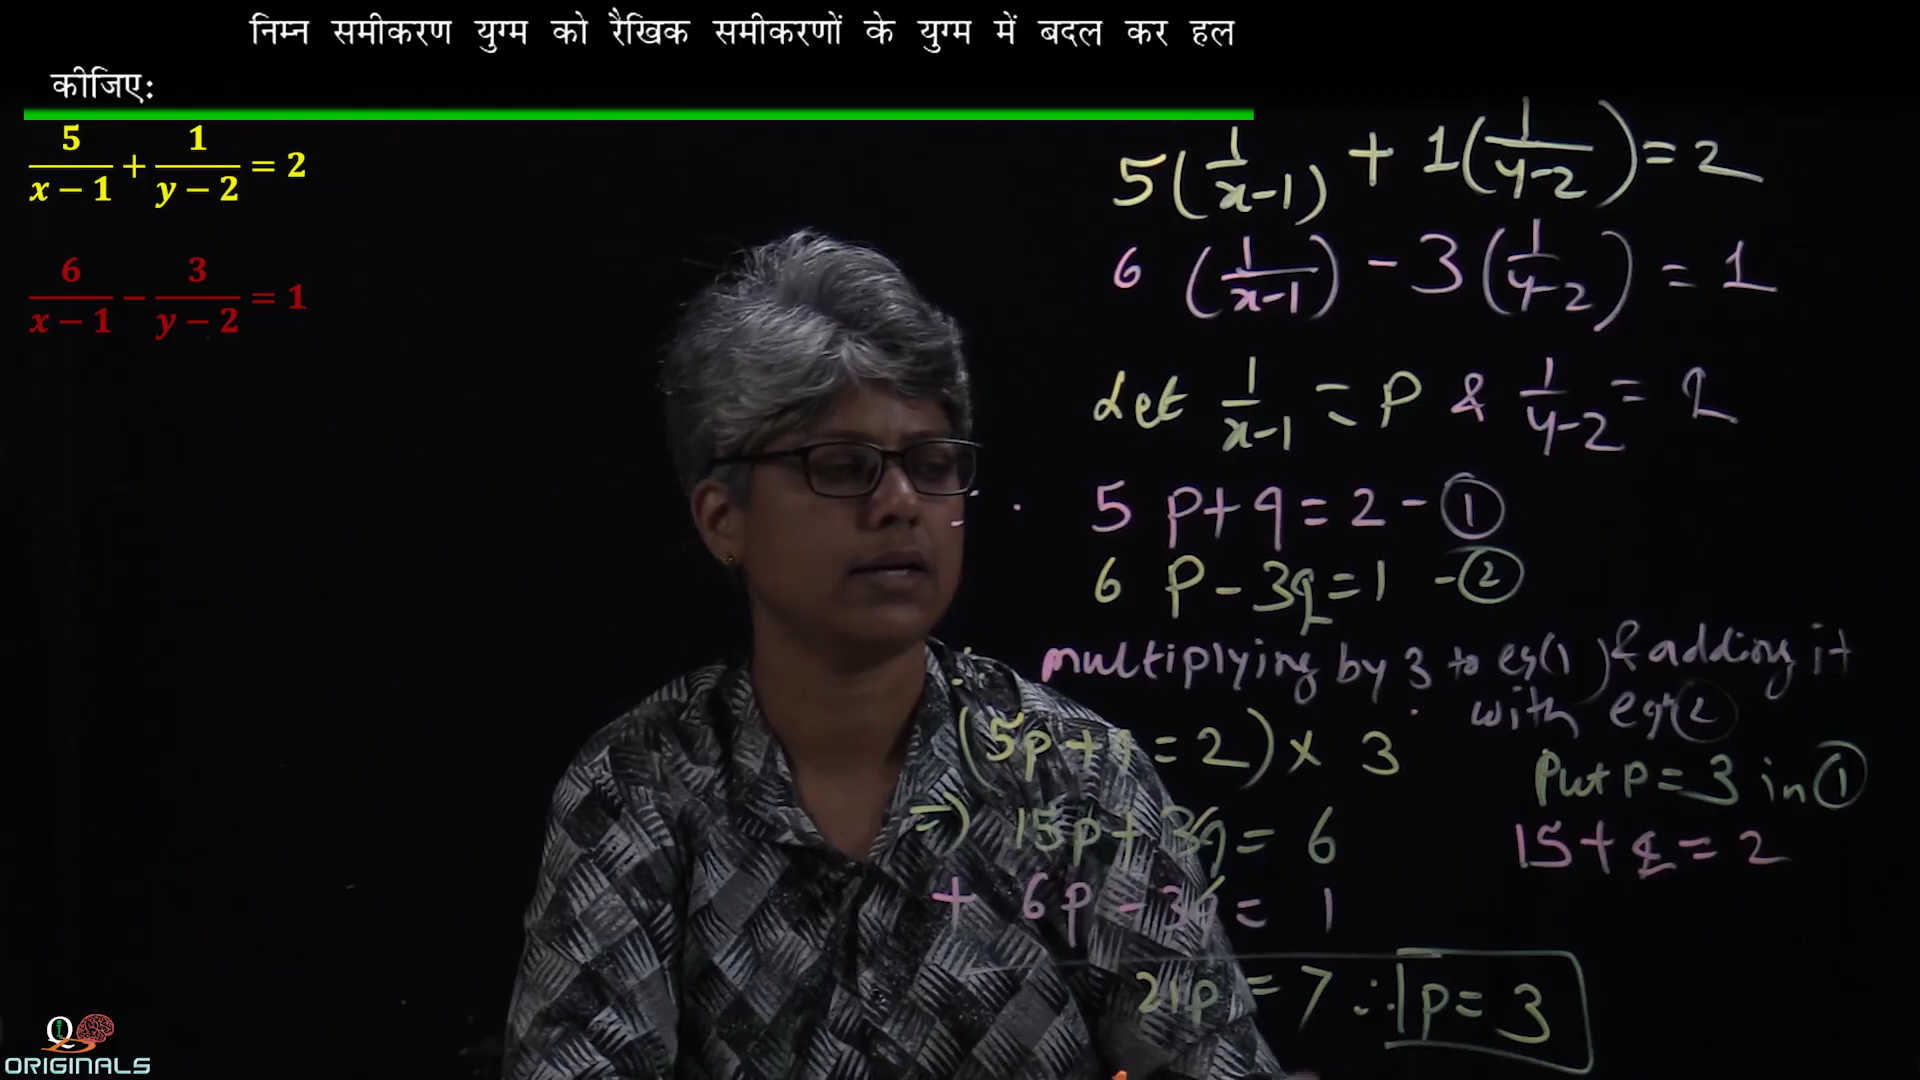 निम्न समीकरण युग्म को रैखिक समीकरणों के युग्म में बदल कर हल
कीजिए:
5/(x − 1) + 1/(y − 2) = 2
6/(x − 1) − 3/(y − 2) = 1
5(1/(x-1)) + 1(1/(y-2)) = 2
6 (1/(x-1)) - 3(1/(y-2)) = 1
Let 1/(x-1) = P & 1/(y-2) = q
5 p+q = 2 - ①
6 P - 3q = 1 - ②
multiplying by 3 to eq(1) & adding it
with eq 2
(5p + q = 2) x 3
=) 15p + 3q = 6
+ 6p - 3q = 1
21p = 7 ∴ p = 3
Put P = 3 in ①
15 + q = 2
Q
ORIGINALS